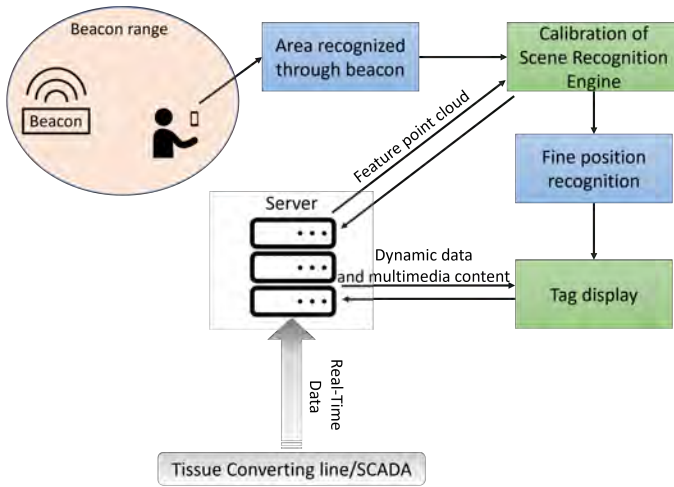 Beacon range
Beacon
Area recognized
through beacon
Calibration of
Scene Recognition
Engine
Feature point cloud
Fine position
recognition
Server
Dynamic data
and multimedia content
Tag display
Real-Time
Data
Tissue Converting line/SCADA